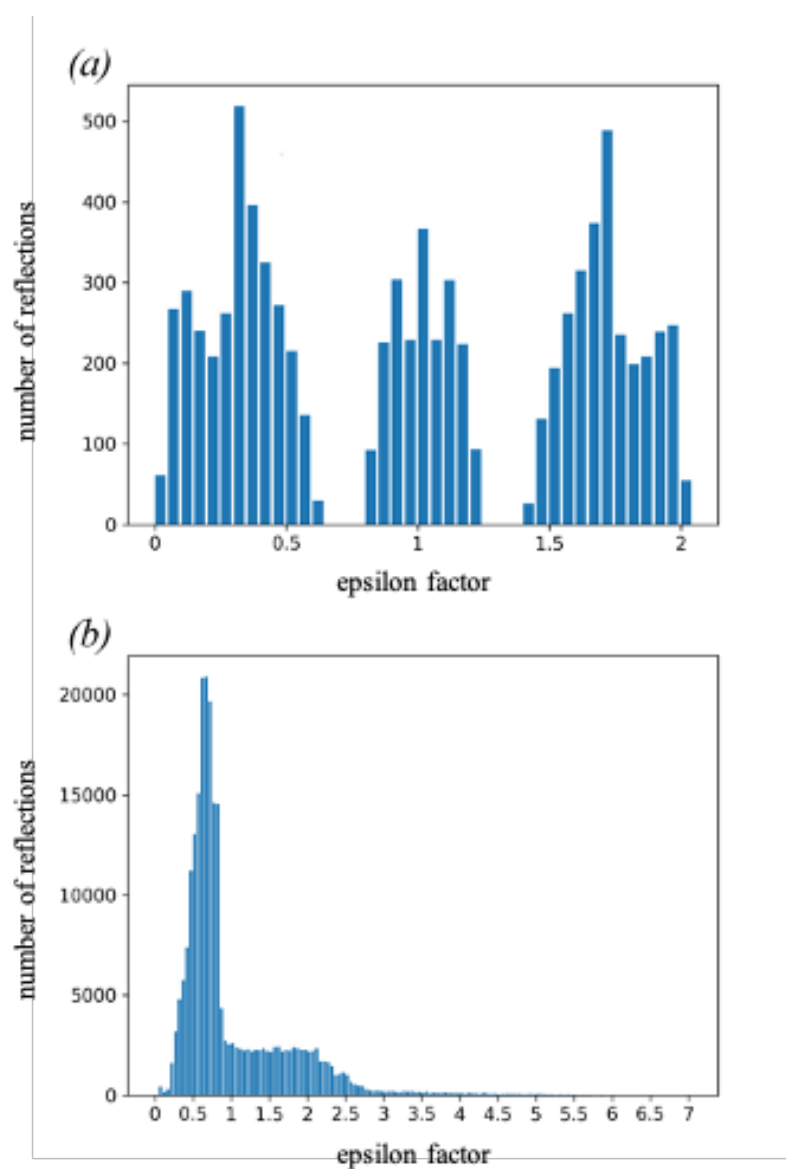 (a)
500
400
300
200
100
0
number of reflections
0 0.5 1 1.5 2
epsilon factor
(b)
20000
15000
10000
5000
0
number of reflections
0 0.5 1 1.5 2 2.5 3 3.5 4 4.5 5 5.5 6 6.5 7
epsilon factor